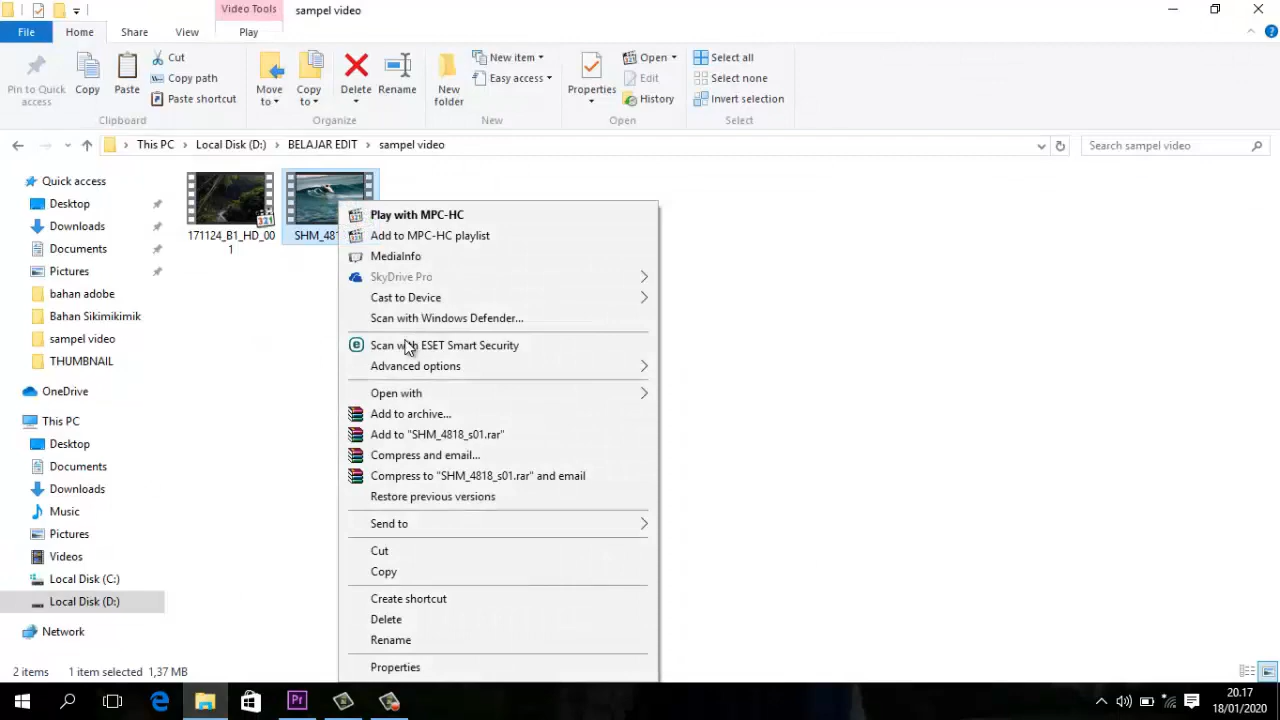 Video Tools
sampel video
File
Home
Share
View
Play
Pin to Quick
access
Copy
Paste
Cut
Copy path
Paste shortcut
Move
to
Copy
to
Delete
Rename
New
folder
New item
Easy access
Properties
Open
Edit
History
Select all
Select none
Invert selection
Clipboard
Organize
New
Open
Select
This PC
Local Disk (D:)
BELAJAR EDIT
sampel video
Search sampel video
Quick access
Desktop
Downloads
Documents
Pictures
bahan adobe
Bahan Sikimikimik
sampel video
THUMBNAIL
OneDrive
This PC
Desktop
Documents
Downloads
Music
Pictures
Videos
Local Disk (C:)
Local Disk (D:)
Network
321
171124_B1_HD_00
1
SHM_481
Play with MPC-HC
Add to MPC-HC playlist
MediaInfo
SkyDrive Pro
Cast to Device
Scan with Windows Defender...
Scan with ESET Smart Security
Advanced options
Open with
Add to archive...
Add to "SHM_4818_s01.rar"
Compress and email...
Compress to "SHM_4818_s01.rar" and email
Restore previous versions
Send to
Cut
Copy
Create shortcut
Delete
Rename
Properties
2 items
1 item selected 1,37 MB
Pr
20.17
18/01/2020